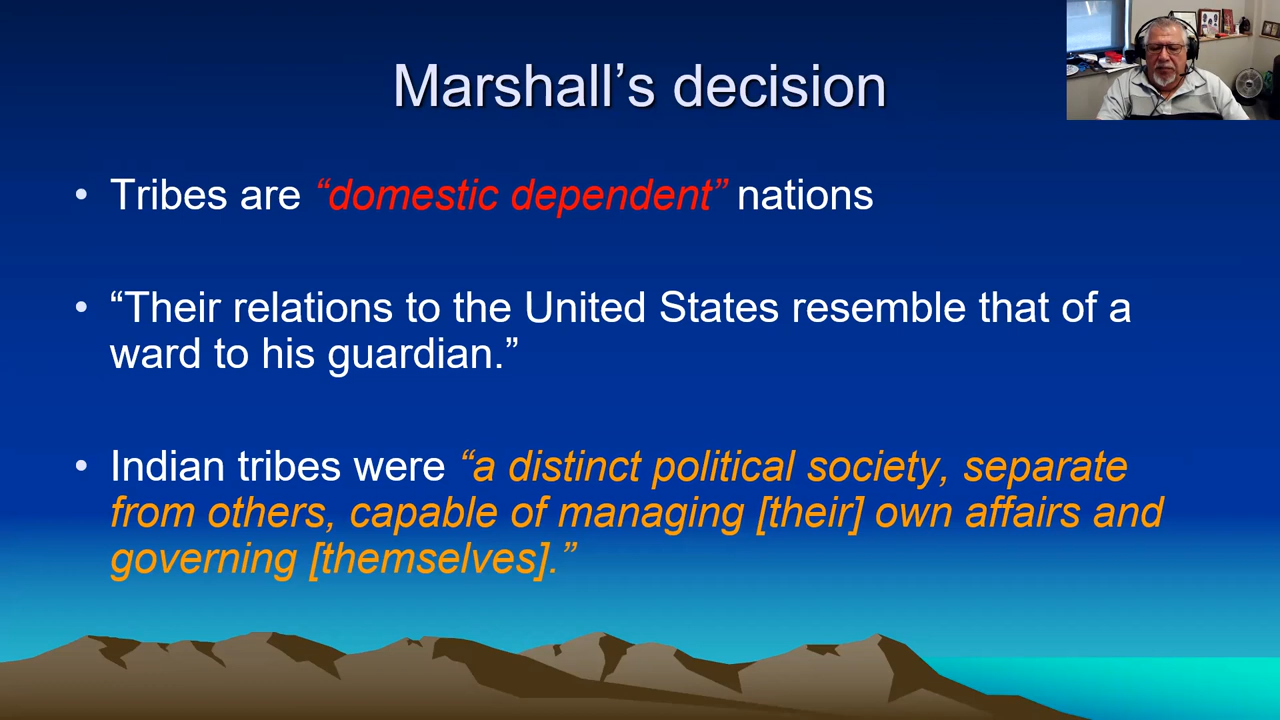 Marshall’s decision
• Tribes are “domestic dependent” nations
• “Their relations to the United States resemble that of a
ward to his guardian.”
• Indian tribes were “a distinct political society, separate
from others, capable of managing [their] own affairs and
governing [themselves].”